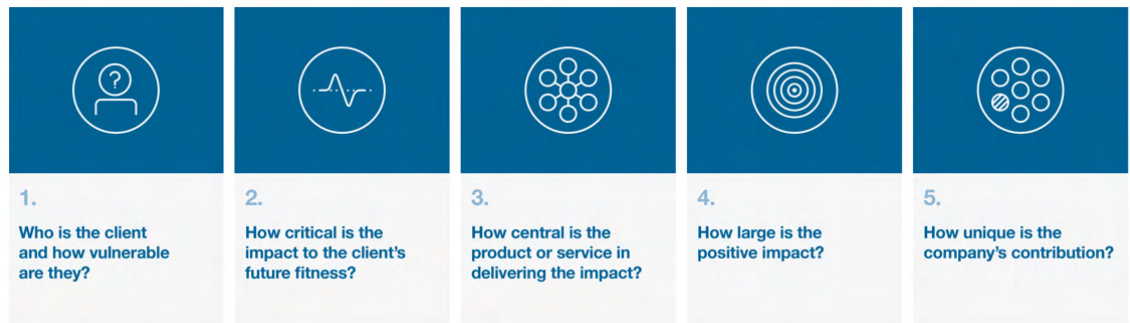 ?
1.
Who is the client
and how vulnerable
are they?
2.
How critical is the
impact to the client's
future fitness?
3.
How central is the
product or service in
delivering the impact?
4.
How large is the
positive impact?
5.
How unique is the
company's contribution?